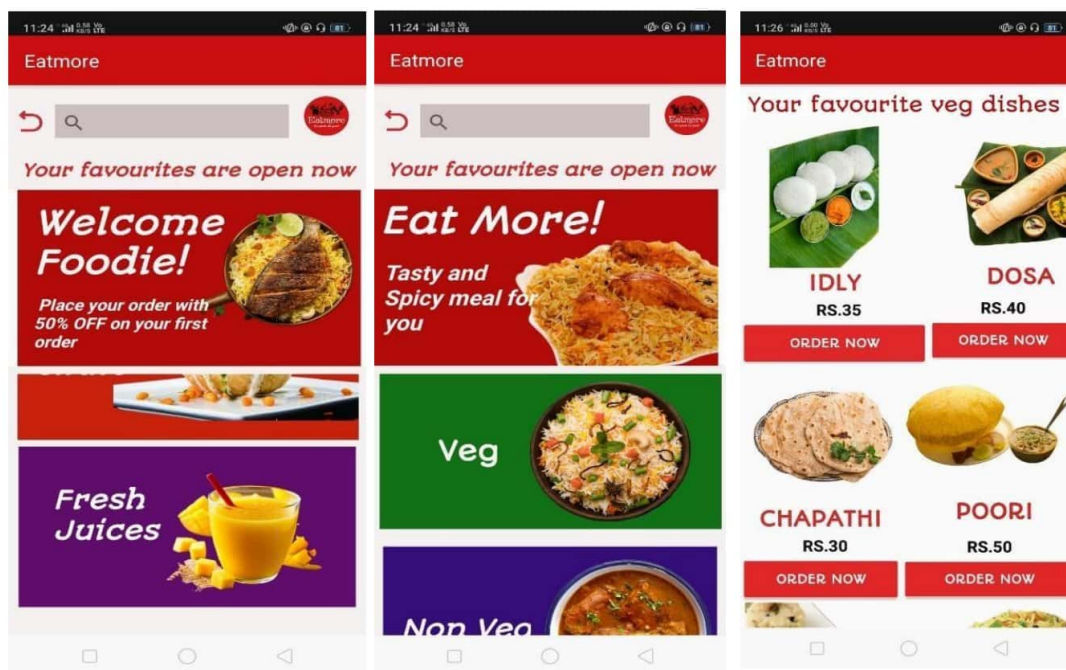 11:24
Eatmore
Eatmore
Your favourites are open now
Welcome
Foodie!
Place your order with
50% OFF on your first
order
Fresh
Juices
11:24
Eatmore
Eatmore
Your favourites are open now
Eat More!
Tasty and
Spicy meal for
you
Veg
Non Veg
11:26
Eatmore
Your favourite veg dishes
IDLY
RS.35
ORDER NOW
DOSA
RS.40
ORDER NOW
CHAPATHI
RS.30
ORDER NOW
POORI
RS.50
ORDER NOW